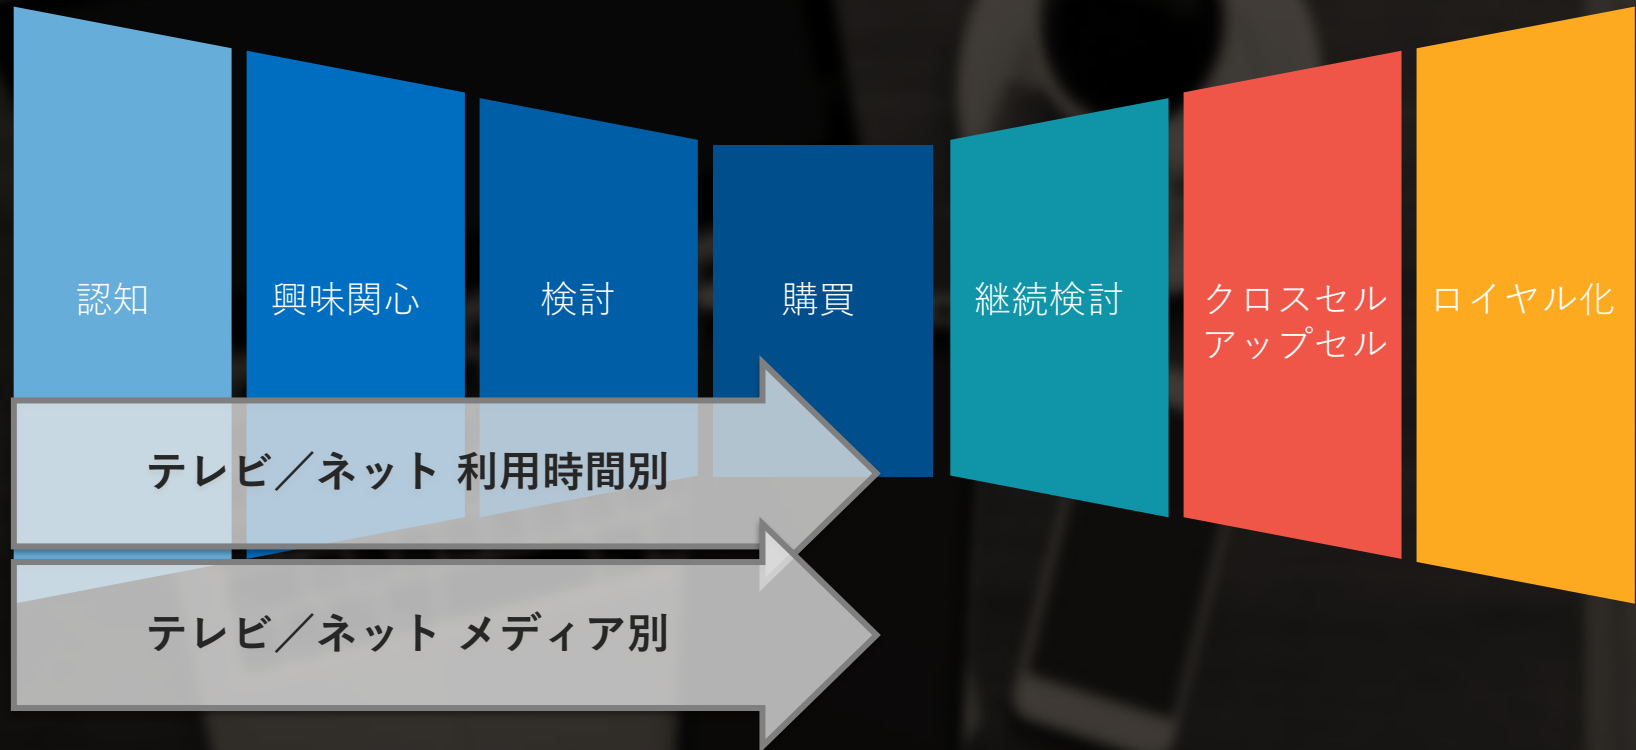 認知
興味関心
検討
購買
継続検討
クロスセル
アップセル
ロイヤル化
テレビ／ネット 利用時間別
テレビ／ネット メディア別